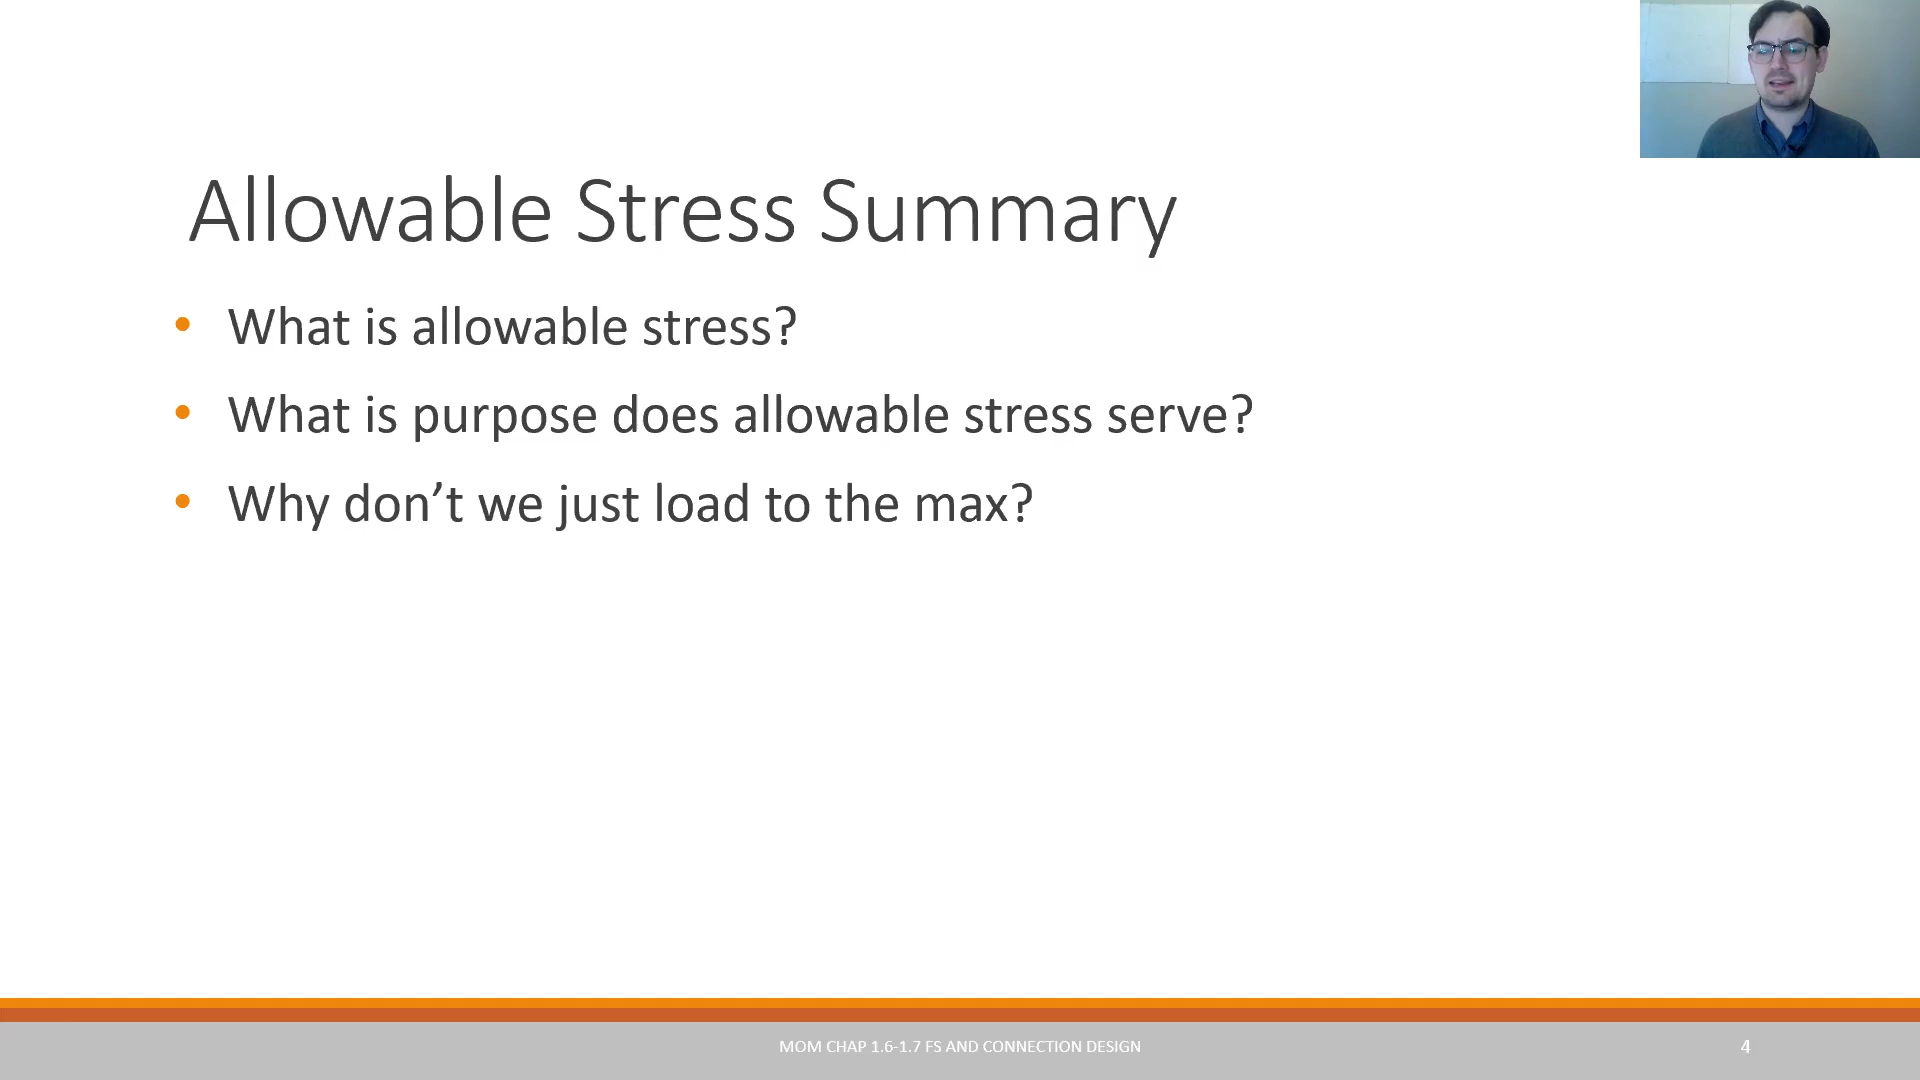 Allowable Stress Summary
• What is allowable stress?
• What is purpose does allowable stress serve?
• Why don’t we just load to the max?
MOM CHAP 1.6-1.7 FS AND CONNECTION DESIGN
4